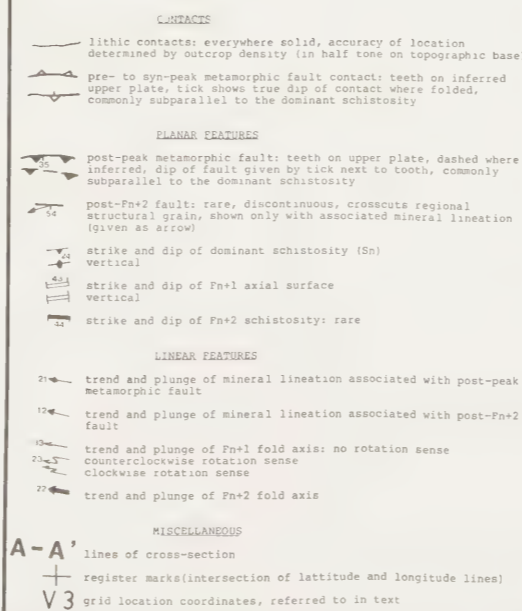 CONTACTS
lithic contacts: everywhere solid, accuracy of location
determined by outcrop density (in half tone on topographic base
pre- to syn-peak metamorphic fault contact: teeth on inferred
upper plate, tick shows true dip of contact where folded,
commonly subparallel to the dominant schistosity
PLANAR FEATURES
35
post-peak metamorphic fault: teeth on upper plate, dashed where
inferred, dip of fault given by tick next to tooth, commonly
subparallel to the dominant schistosity
54
post-Fn+2 fault: rare, discontinuous, crosscuts regional
structural grain, shown only with associated mineral lineation
(given as arrow)
24
strike and dip of dominant schistosity (Sn)
vertical
43
strike and dip of Fn+1 axial surface
vertical
44
strike and dip of Fn+2 schistosity: rare
LINEAR FEATURES
21
trend and plunge of mineral lineation associated with post-peak
metamorphic fault
12
trend and plunge of mineral lineation associated with post-Fn+2
fault
trend and plunge of Fn+1 fold axis: no rotation sense
23
counterclockwise rotation sense
clockwise rotation sense
22
trend and plunge of Fn+2 fold axis
MISCELLANEOUS
A-A' lines of cross-section
register marks(intersection of lattitude and longitude lines)
V 3 grid location coordinates, referred to in text